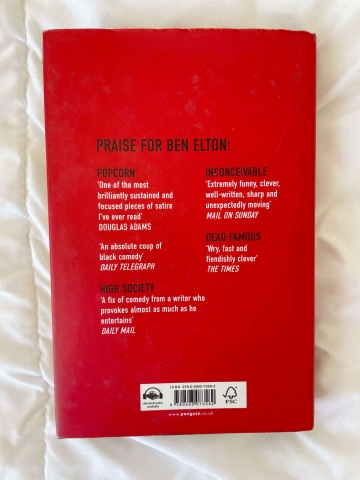 PRAISE FOR BEN ELTON:
POPCORN
'One of the most
brilliantly sustained and
focused pieces of satire
I've ever read'
DOUGLAS ADAMS
'An absolute coup of
black comedy'
DAILY TELEGRAPH
HIGH SOCIETY
'A fix of comedy from a writer who
provokes almost as much as he
entertains'
DAILY MAIL
INCONCEIVABLE
'Extremely funny, clever,
well-written, sharp and
unexpectedly moving'
MAIL ON SUNDAY
DEAD FAMOUS
'Wry, fast and
fiendishly clever'
THE TIMES
FSC
www.penguin.co.uk